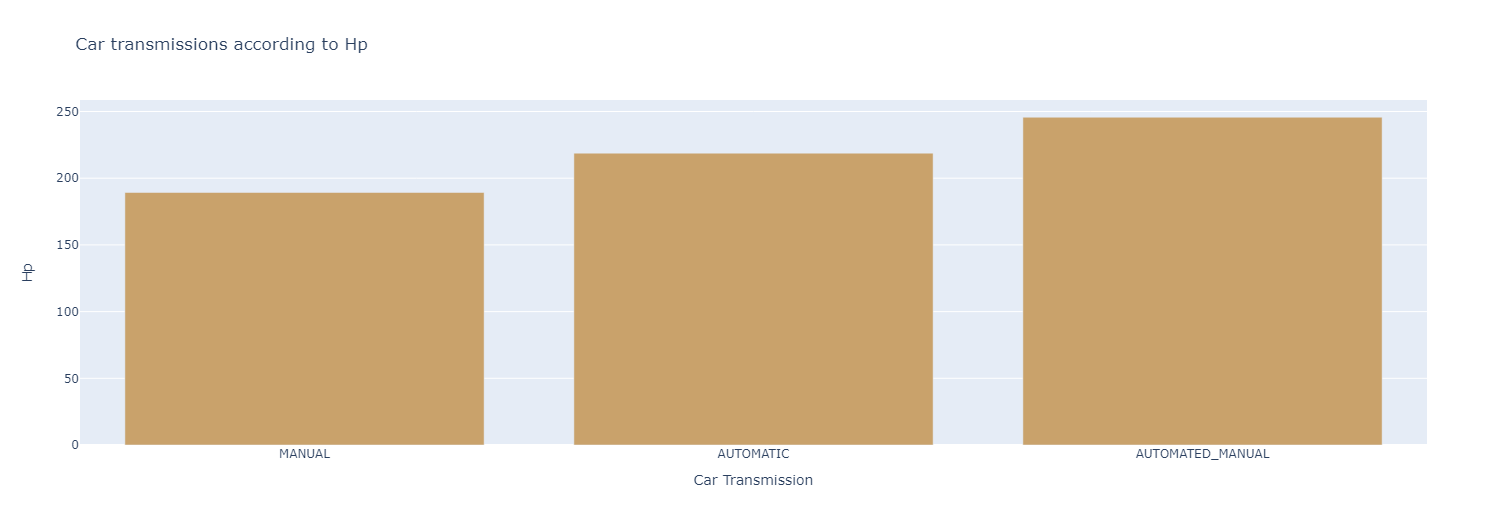 Car transmissions according to Hp
250
200
150
100
50
0
Hp
MANUAL
AUTOMATIC
AUTOMATED_MANUAL
Car Transmission